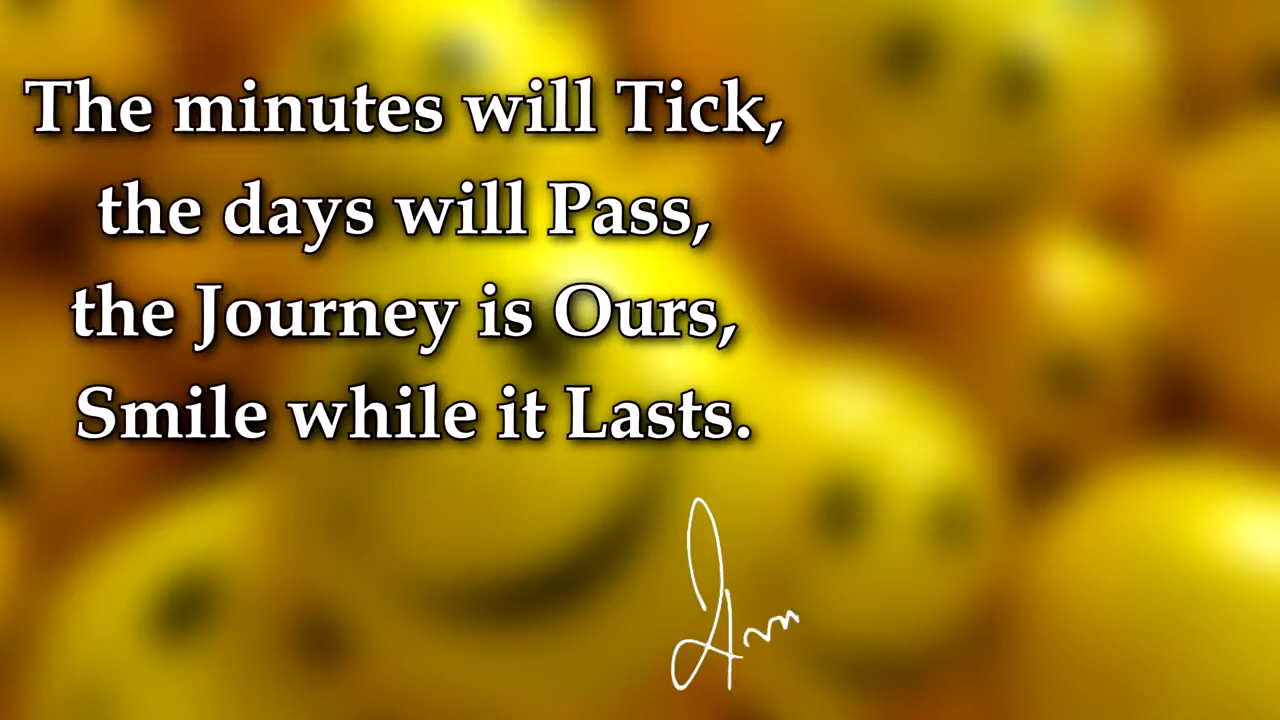 The minutes will Tick,
the days will Pass,
the Journey is Ours,
Smile while it Lasts.